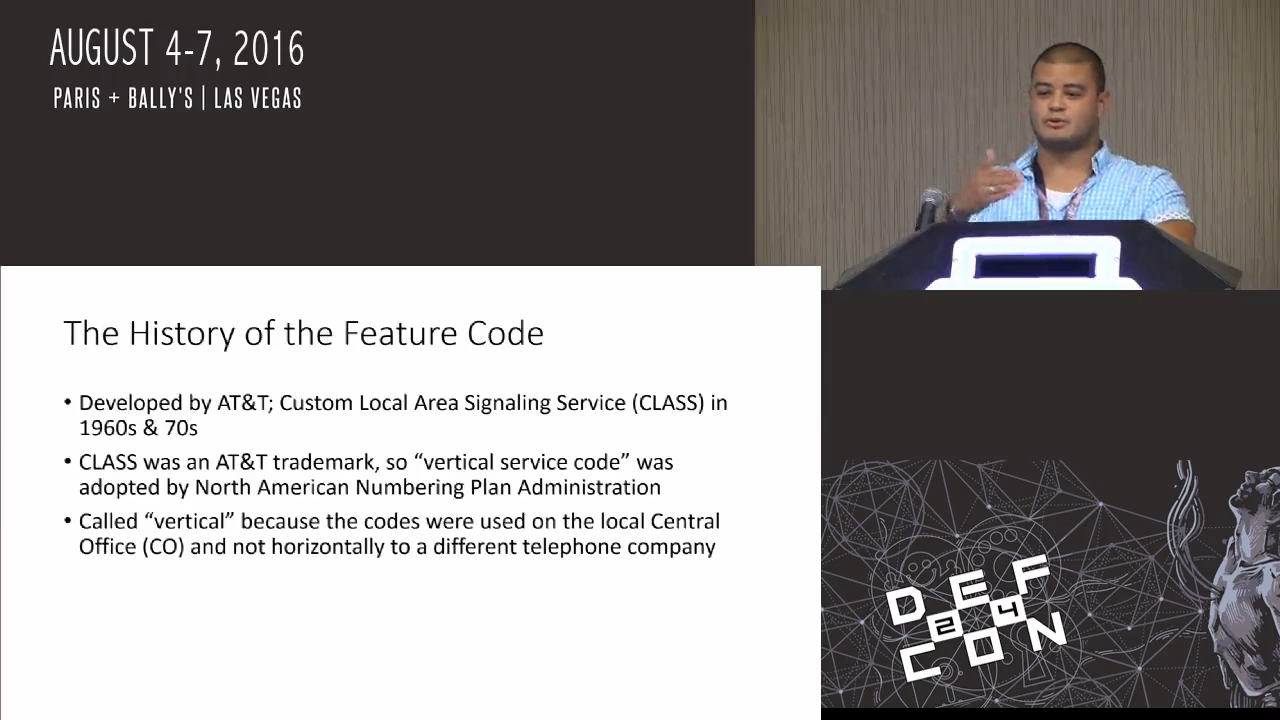 AUGUST 4-7, 2016
PARIS + BALLY'S | LAS VEGAS
The History of the Feature Code
• Developed by AT&T; Custom Local Area Signaling Service (CLASS) in
1960s & 70s
• CLASS was an AT&T trademark, so “vertical service code” was
adopted by North American Numbering Plan Administration
• Called “vertical” because the codes were used on the local Central
Office (CO) and not horizontally to a different telephone company
DEF
24
CON